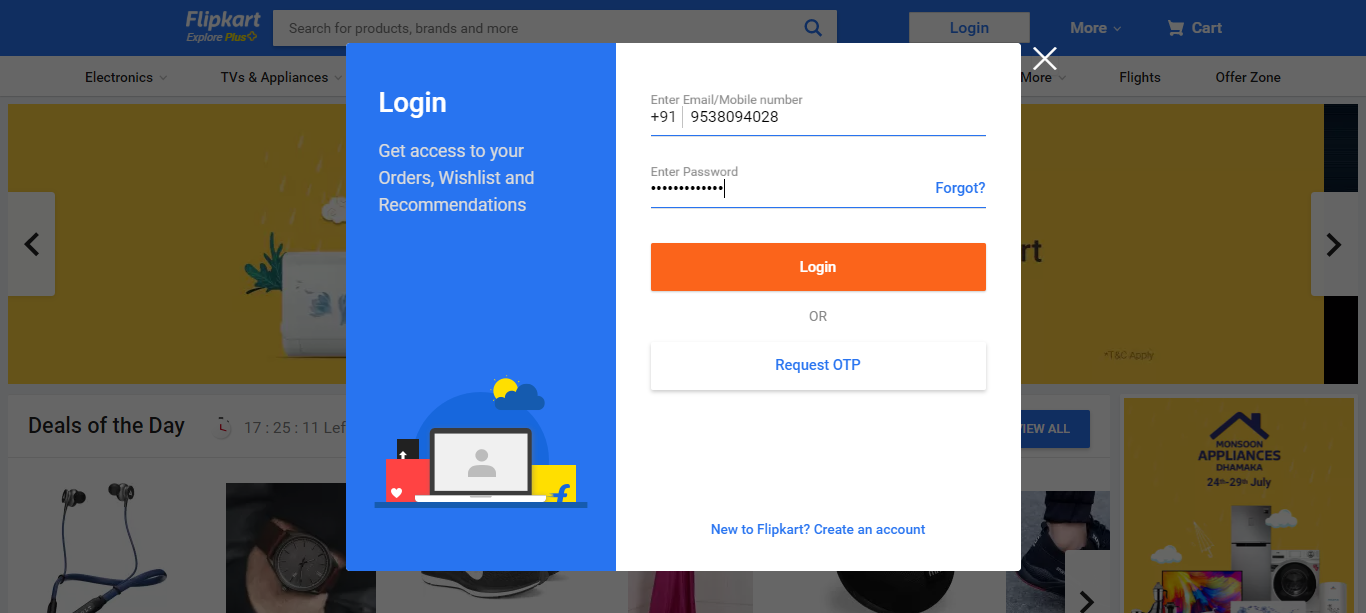 Flipkart
Explore Plus
Search for products, brands and more
Login
More
Cart
Electronics
TVs & Appliances
More
Flights
Offer Zone
Login
Get access to your
Orders, Wishlist and
Recommendations
Enter Email/Mobile number
+91 9538094028
Enter Password
•••••••••••••
Forgot?
Login
OR
Request OTP
New to Flipkart? Create an account
*T&C Apply
Deals of the Day
17 : 25 : 11 Lef
VIEW ALL
MONSOON
APPLIANCES
DHAMAKA
24th-29th July